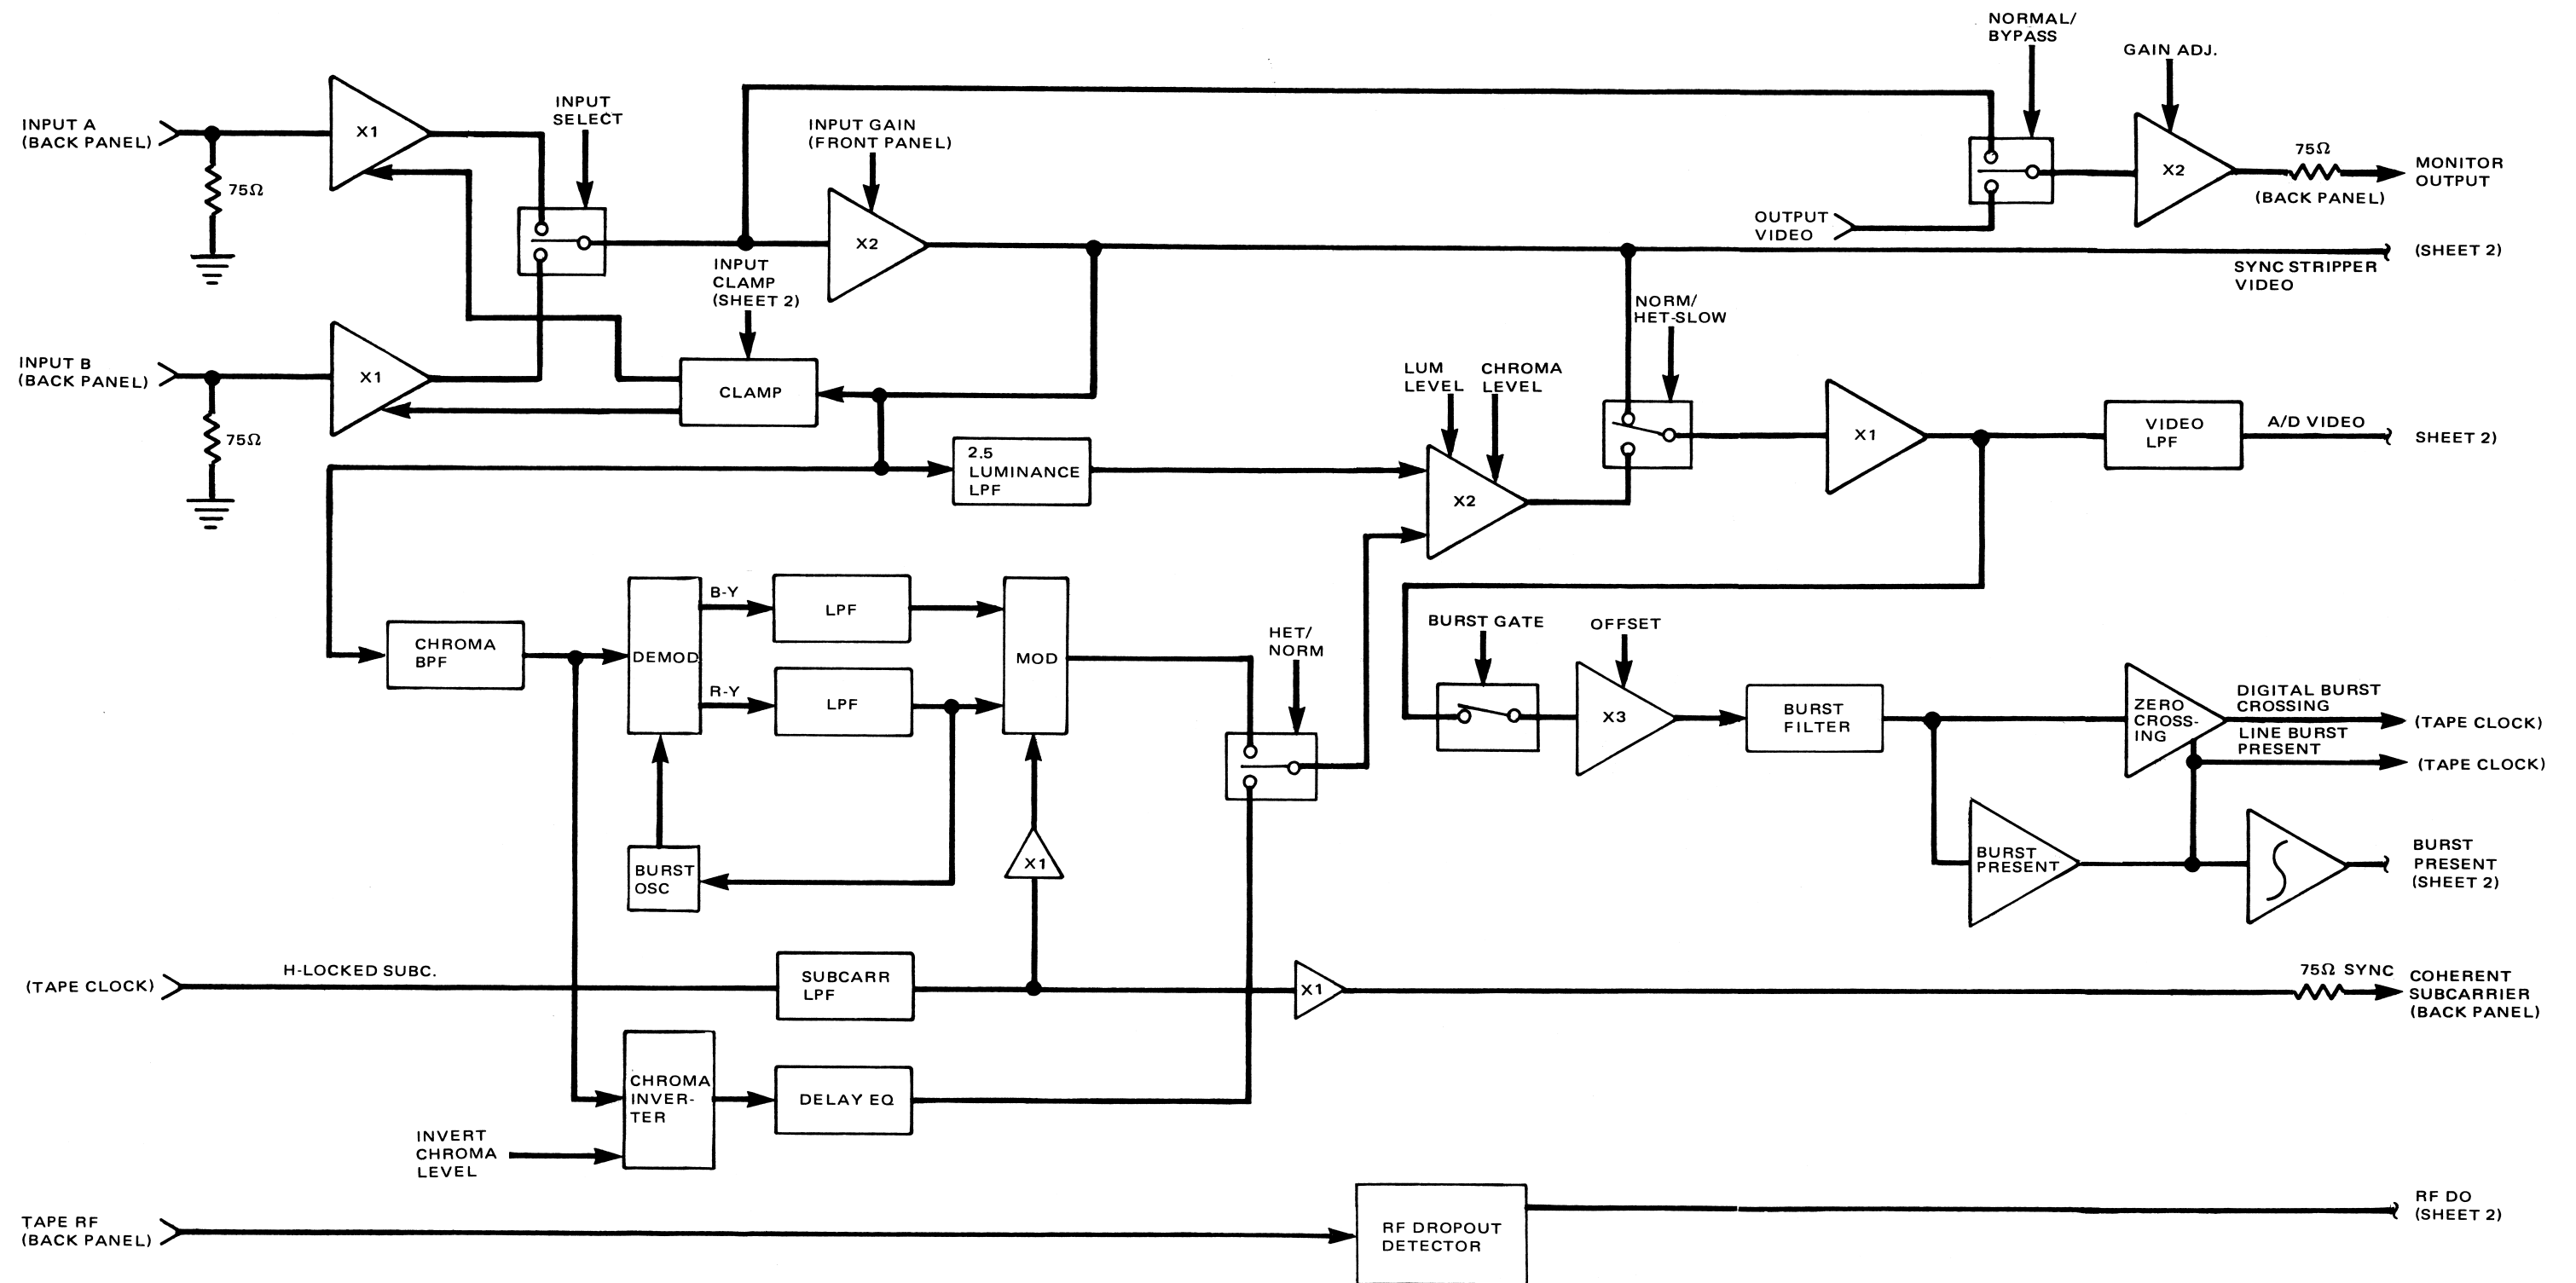 NORMAL/
BYPASS
GAIN ADJ.
INPUT A
(BACK PANEL)
X1
INPUT
SELECT
INPUT GAIN
(FRONT PANEL)
75Ω
X2
75Ω
MONITOR
OUTPUT
(BACK PANEL)
X2
OUTPUT
VIDEO
(SHEET 2)
SYNC STRIPPER
VIDEO
INPUT
CLAMP
(SHEET 2)
NORM/
HET-SLOW
INPUT B
(BACK PANEL)
X1
CLAMP
LUM
LEVEL
CHROMA
LEVEL
75Ω
X1
VIDEO
LPF
A/D VIDEO
SHEET 2)
2.5
LUMINANCE
LPF
X2
B-Y
LPF
CHROMA
BPF
DEMOD
MOD
R-Y
LPF
HET/
NORM
BURST GATE
OFFSET
X3
BURST
FILTER
ZERO
CROSS-
ING
DIGITAL BURST
CROSSING
(TAPE CLOCK)
LINE BURST
PRESENT
(TAPE CLOCK)
BURST
OSC
X1
BURST
PRESENT
BURST
PRESENT
(SHEET 2)
(TAPE CLOCK)
H-LOCKED SUBC.
SUBCARR
LPF
X1
75Ω SYNC
COHERENT
SUBCARRIER
(BACK PANEL)
CHROMA
INVER-
TER
DELAY EQ
INVERT
CHROMA
LEVEL
TAPE RF
(BACK PANEL)
RF DROPOUT
DETECTOR
RF DO
(SHEET 2)